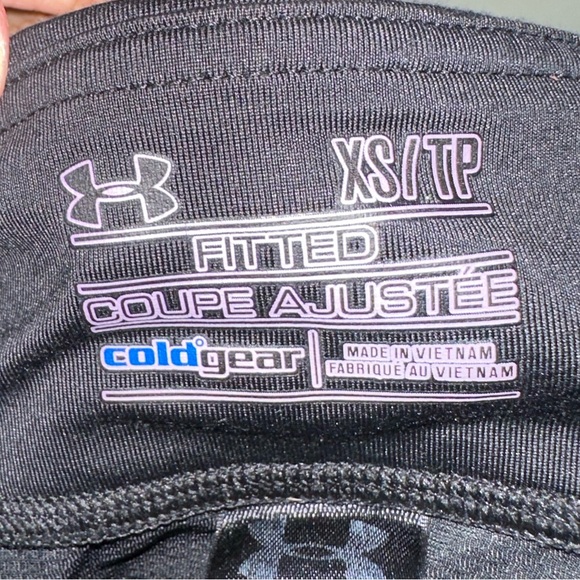 XS/TP
FITTED
COUPE AJUSTÉE
coldgear
MADE IN VIETNAM
FABRIQUÉ AU VIETNAM